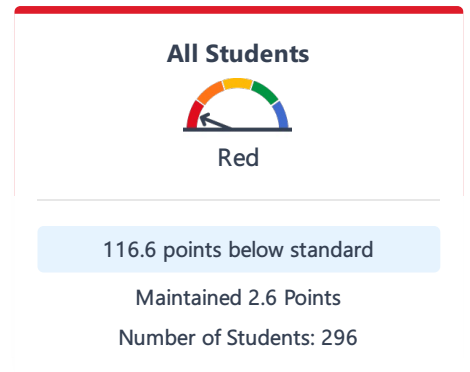 All Students
Red
116.6 points below standard
Maintained 2.6 Points
Number of Students: 296